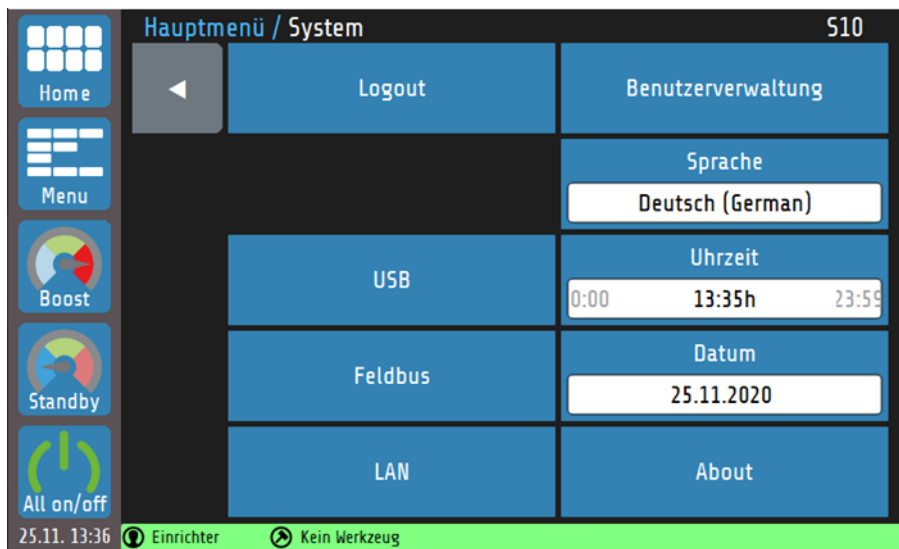 Hauptmenü / System
S10
Home
Logout
Benutzerverwaltung
Menu
Sprache
Deutsch (German)
Boost
USB
Uhrzeit
0:00 13:35h 23:59
Standby
Feldbus
Datum
25.11.2020
All on/off
LAN
About
25.11. 13:36
Einrichter
Kein Werkzeug